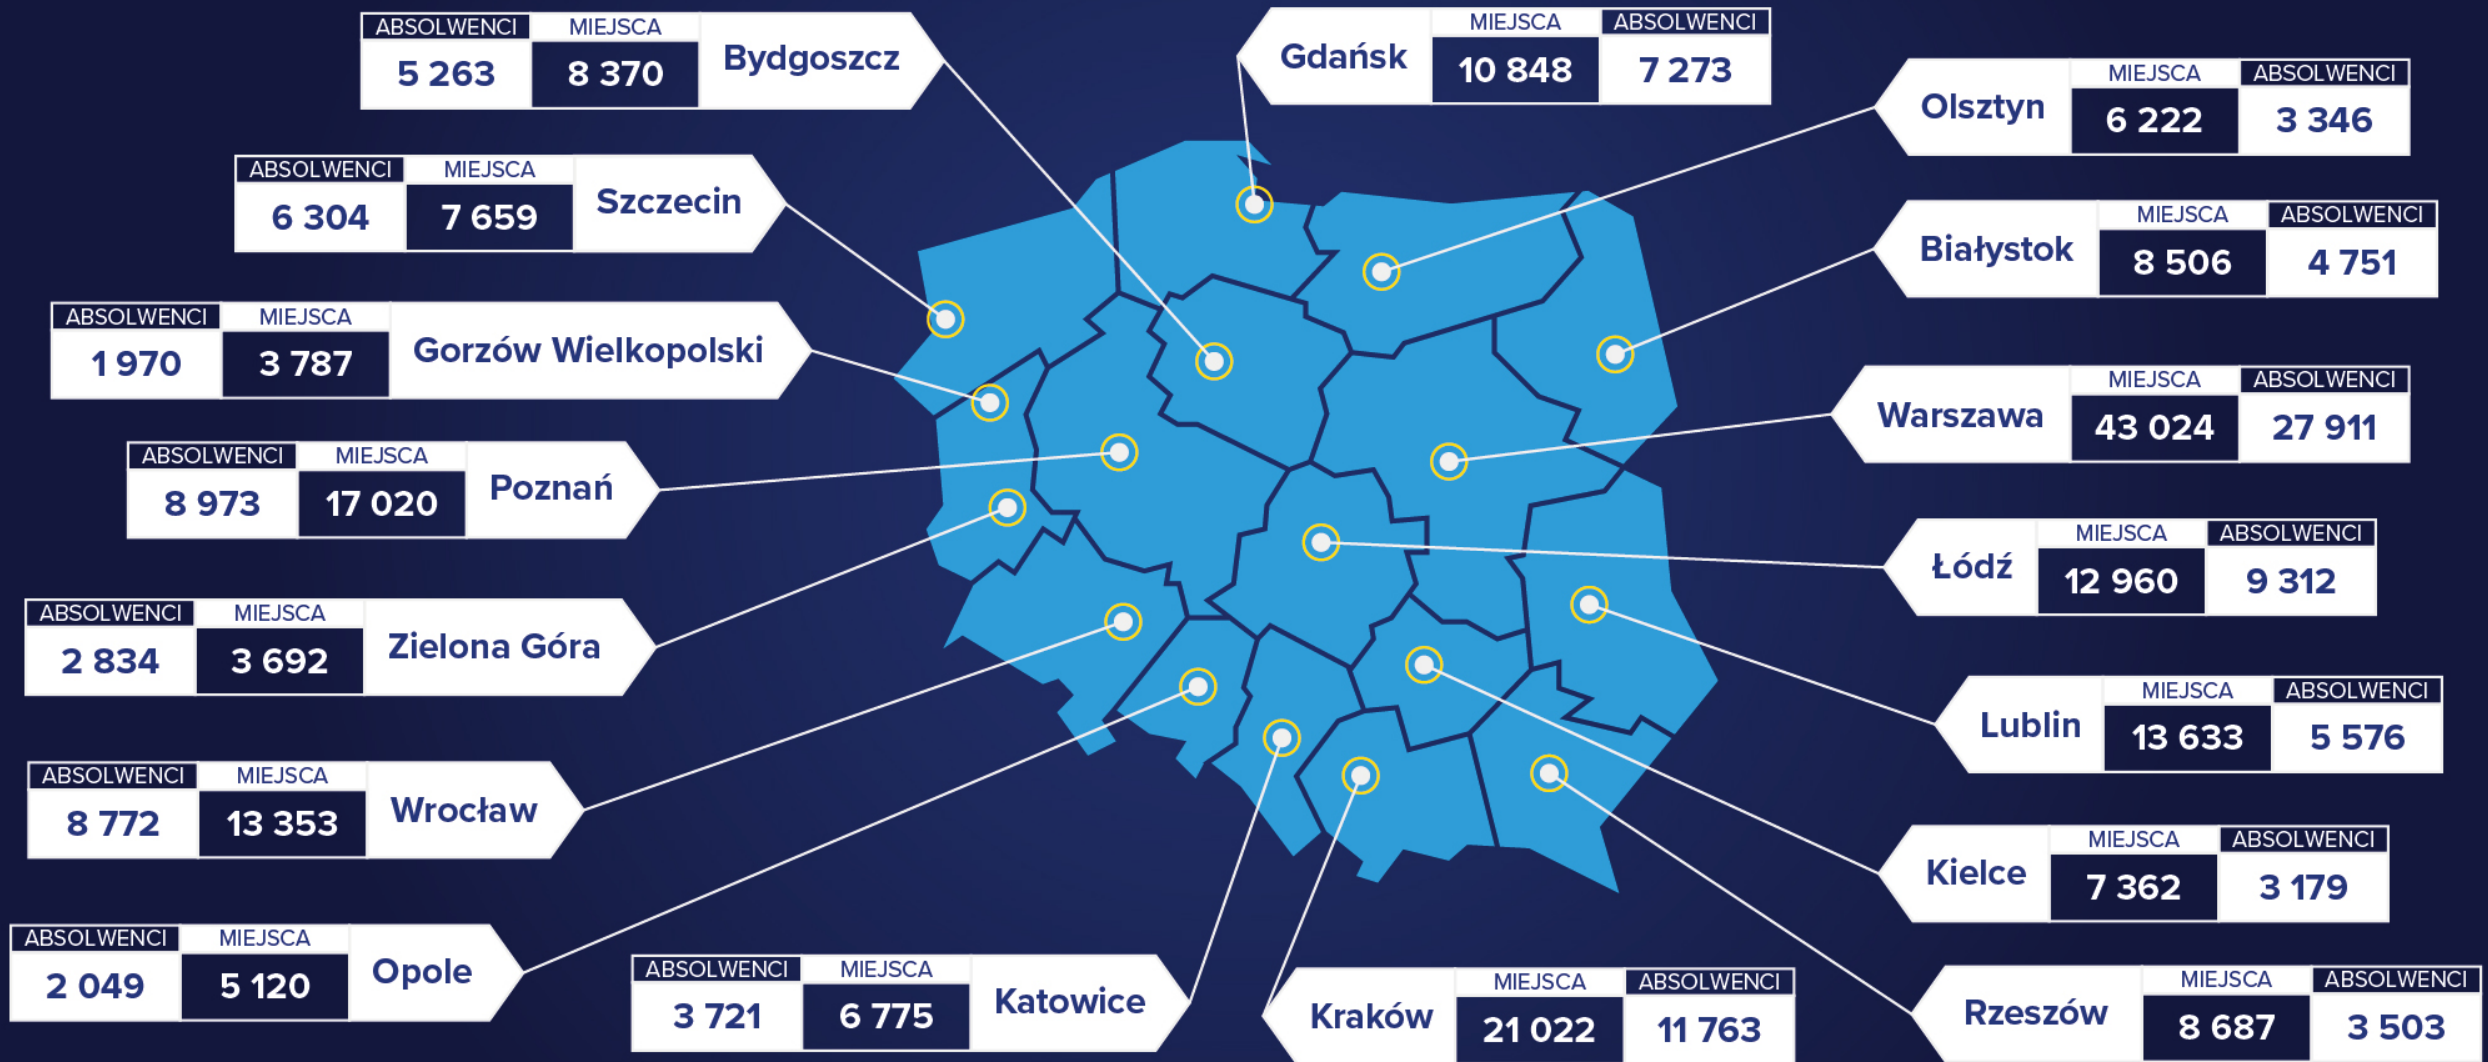 ABSOLWENCI MIEJSCA
5 263 8 370 Bydgoszcz
MIEJSCA ABSOLWENCI
Gdańsk 10 848 7 273
MIEJSCA ABSOLWENCI
Olsztyn 6 222 3 346
ABSOLWENCI MIEJSCA
6 304 7 659 Szczecin
MIEJSCA ABSOLWENCI
Białystok 8 506 4 751
ABSOLWENCI MIEJSCA
1 970 3 787 Gorzów Wielkopolski
MIEJSCA ABSOLWENCI
Warszawa 43 024 27 911
ABSOLWENCI MIEJSCA
8 973 17 020 Poznań
MIEJSCA ABSOLWENCI
Łódź 12 960 9 312
ABSOLWENCI MIEJSCA
2 834 3 692 Zielona Góra
MIEJSCA ABSOLWENCI
Lublin 13 633 5 576
ABSOLWENCI MIEJSCA
8 772 13 353 Wrocław
MIEJSCA ABSOLWENCI
Kielce 7 362 3 179
ABSOLWENCI MIEJSCA
2 049 5 120 Opole
ABSOLWENCI MIEJSCA
3 721 6 775 Katowice
MIEJSCA ABSOLWENCI
Kraków 21 022 11 763
MIEJSCA ABSOLWENCI
Rzeszów 8 687 3 503